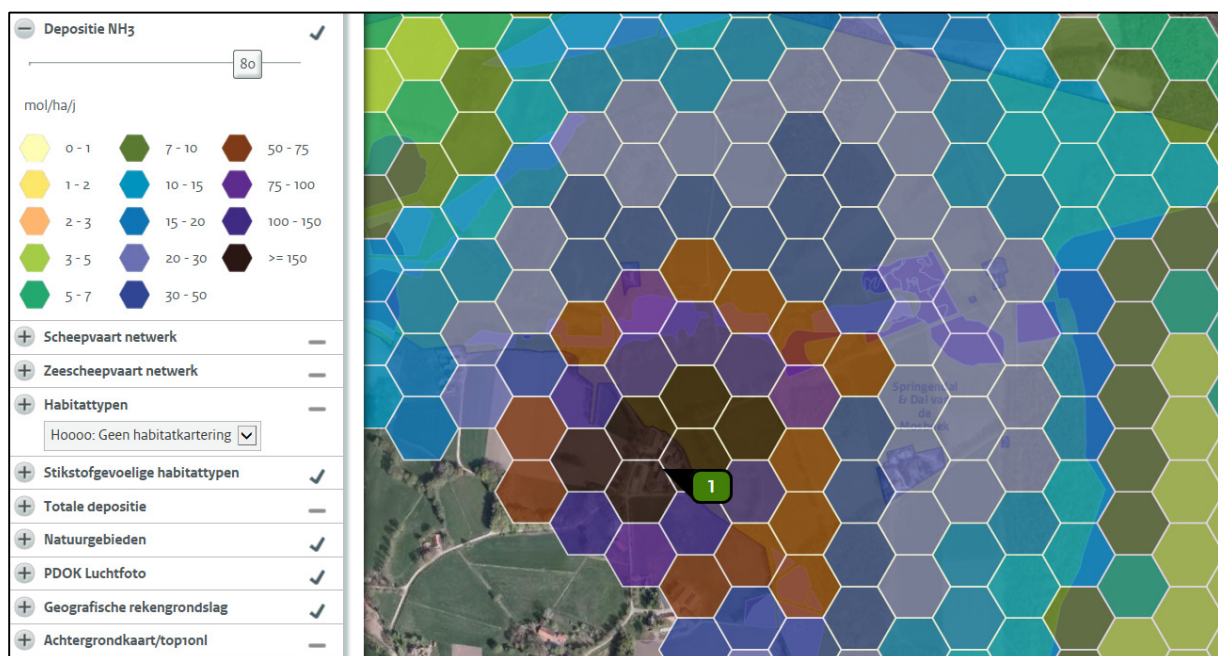 Depositie NH3
80
mol/ha/j
0 - 1
7 - 10
50 - 75
1 - 2
10 - 15
75 - 100
2 - 3
15 - 20
100 - 150
3 - 5
20 - 30
>= 150
5 - 7
30 - 50
Scheepvaart netwerk
Zeescheepvaart netwerk
Habitattypen
H0000: Geen habitatkartering
Stikstofgevoelige habitattypen
Totale depositie
Natuurgebieden
PDOK Luchtfoto
Geografische rekengrondslag
Achtergrondkaart/top10nl
Springendal
& Dal van
de
Mosbeek
1